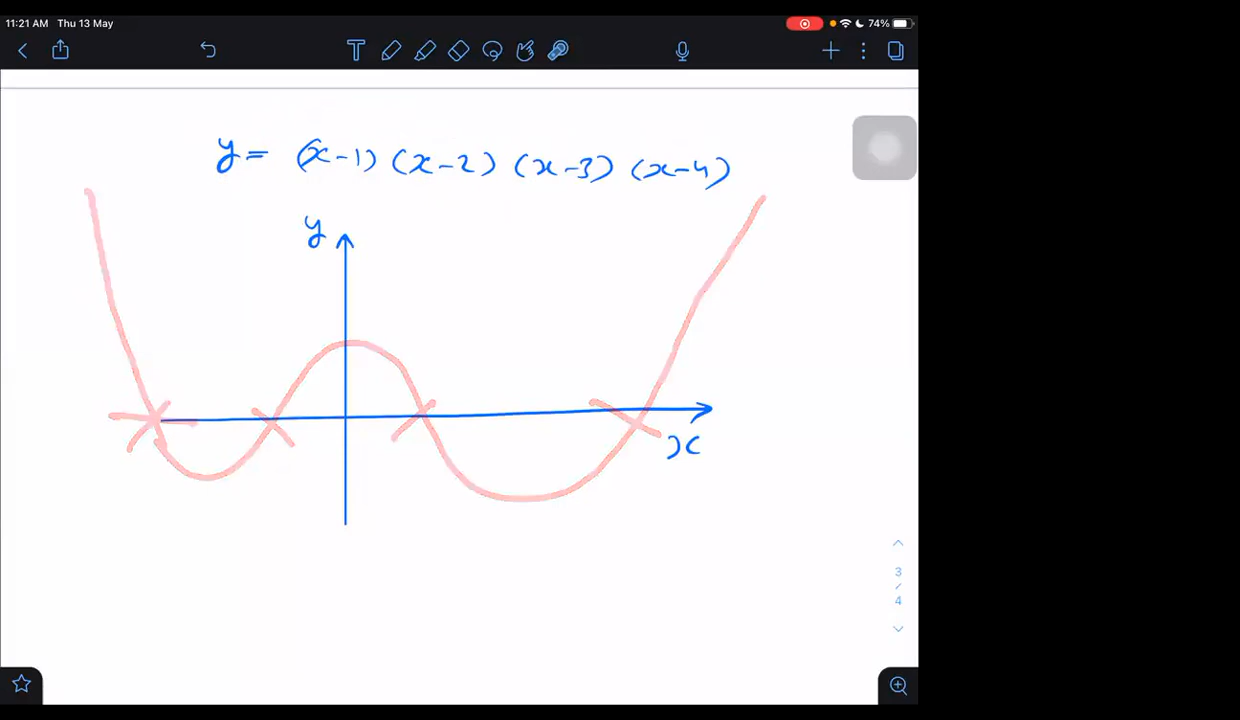 11:21 AM Thu 13 May 74%
T
y = (x-1) (x-2) (x-3) (x-4)
y
x
3
/
4